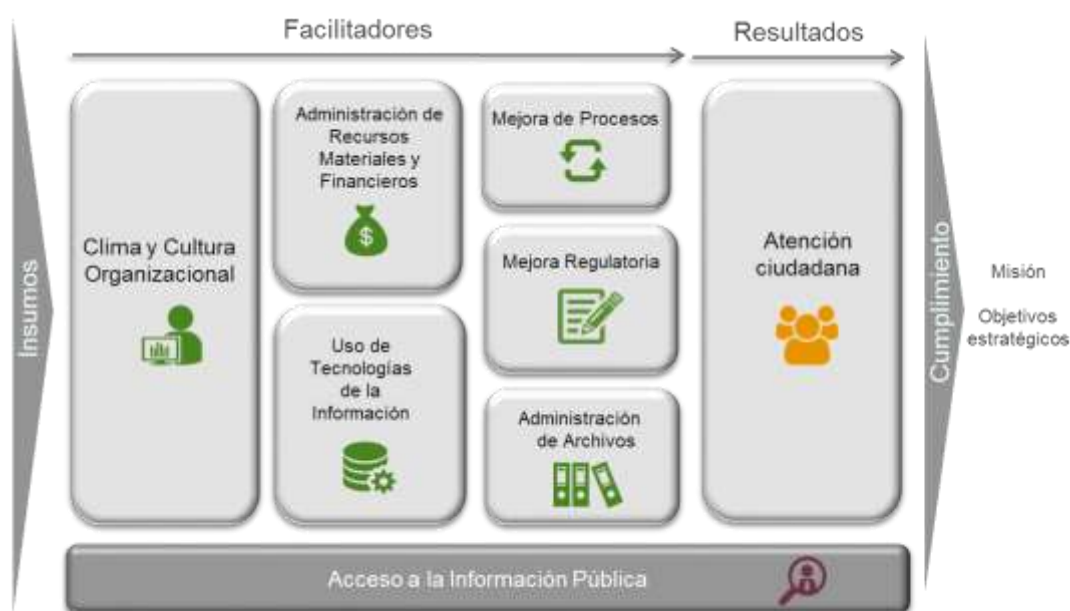 Facilitadores
Resultados
Insumos
Clima y Cultura
Organizacional
Administración de
Recursos
Materiales y
Financieros
$
Uso de
Tecnologías
de la
Información
Mejora de Procesos
Mejora Regulatoria
Administración
de Archivos
Atención
ciudadana
Cumplimiento
Misión
Objetivos
estratégicos
Acceso a la Información Pública